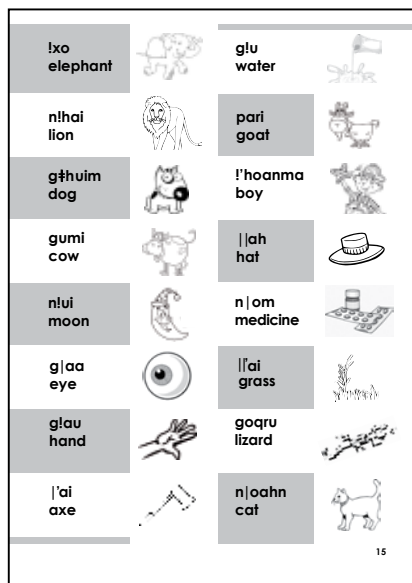 !xo
elephant
n!hai
lion
gǂhuim
dog
gumi
cow
n!ui
moon
g|aa
eye
g!au
hand
|'ai
axe
g!u
water
pari
goat
!'hoanma
boy
||ah
hat
n|om
medicine
||'ai
grass
goqru
lizard
n|oahn
cat
15